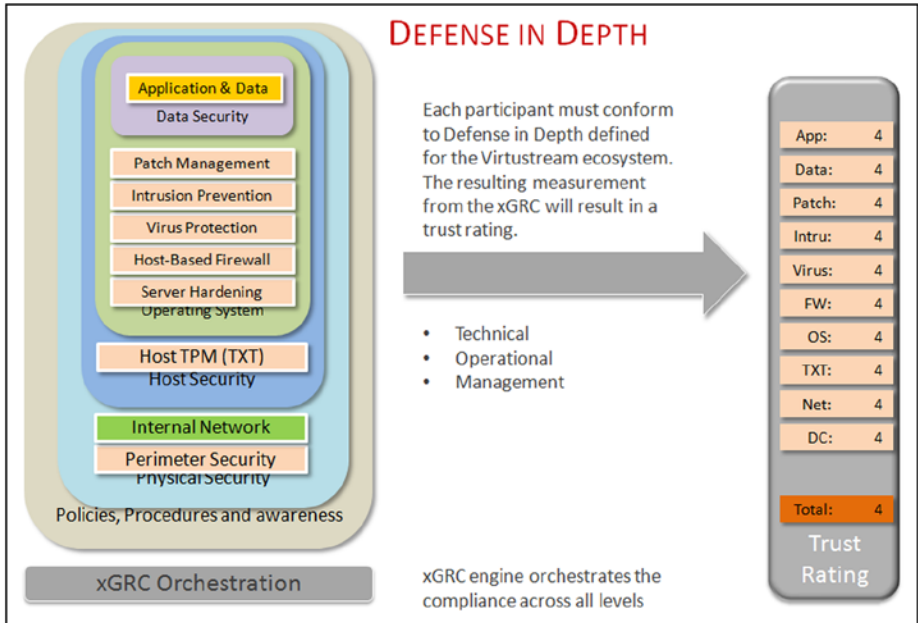 DEFENSE IN DEPTH
Application & Data
Data Security
Patch Management
Intrusion Prevention
Virus Protection
Host-Based Firewall
Server Hardening
Operating System
Host TPM (TXT)
Host Security
Internal Network
Perimeter Security
Physical Security
Policies, Procedures and awareness
xGRC Orchestration
Each participant must conform
to Defense in Depth defined
for the Virtustream ecosystem.
The resulting measurement
from the xGRC will result in a
trust rating.
• Technical
• Operational
• Management
xGRC engine orchestrates the
compliance across all levels
App: 4
Data: 4
Patch: 4
Intru: 4
Virus: 4
FW: 4
OS: 4
TXT: 4
Net: 4
DC: 4
Total: 4
Trust
Rating